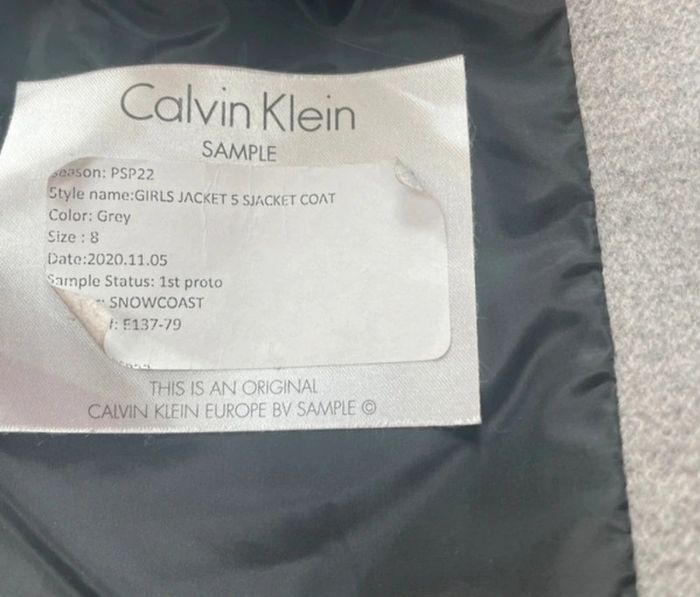 Calvin Klein
SAMPLE
Season: PSP22
Style name:GIRLS JACKET 5 SJACKET COAT
Color: Grey
Size : 8
Date:2020.11.05
Sample Status: 1st proto
: SNOWCOAST
: E137-79
THIS IS AN ORIGINAL
CALVIN KLEIN EUROPE BV SAMPLE ©